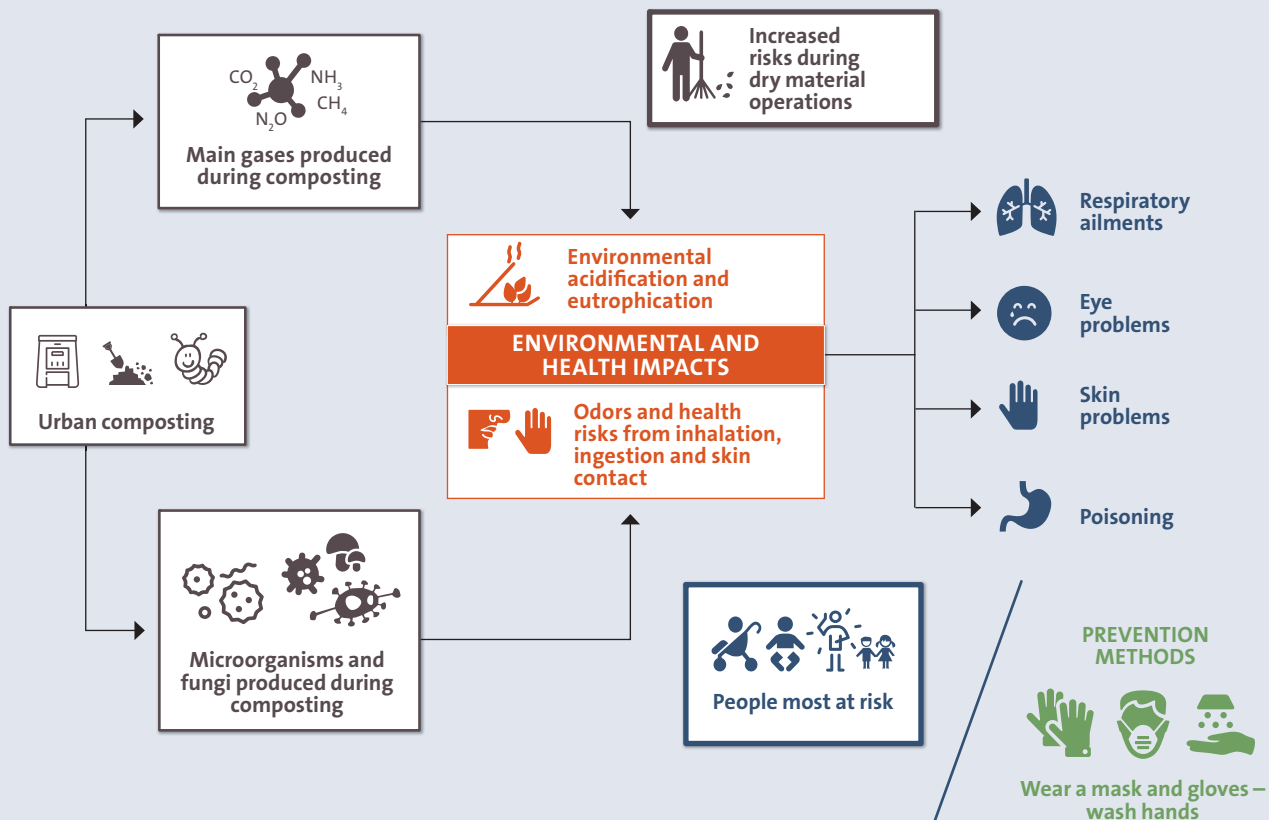 CO₂
NH₃
CH₄
N₂O
Main gases produced
during composting
Increased
risks during
dry material
operations
Urban composting
Environmental
acidification and
eutrophication
ENVIRONMENTAL AND
HEALTH IMPACTS
Odors and health
risks from inhalation,
ingestion and skin
contact
Respiratory
ailments
Eye
problems
Skin
problems
Poisoning
Microorganisms and
fungi produced during
composting
People most at risk
PREVENTION
METHODS
Wear a mask and gloves –
wash hands